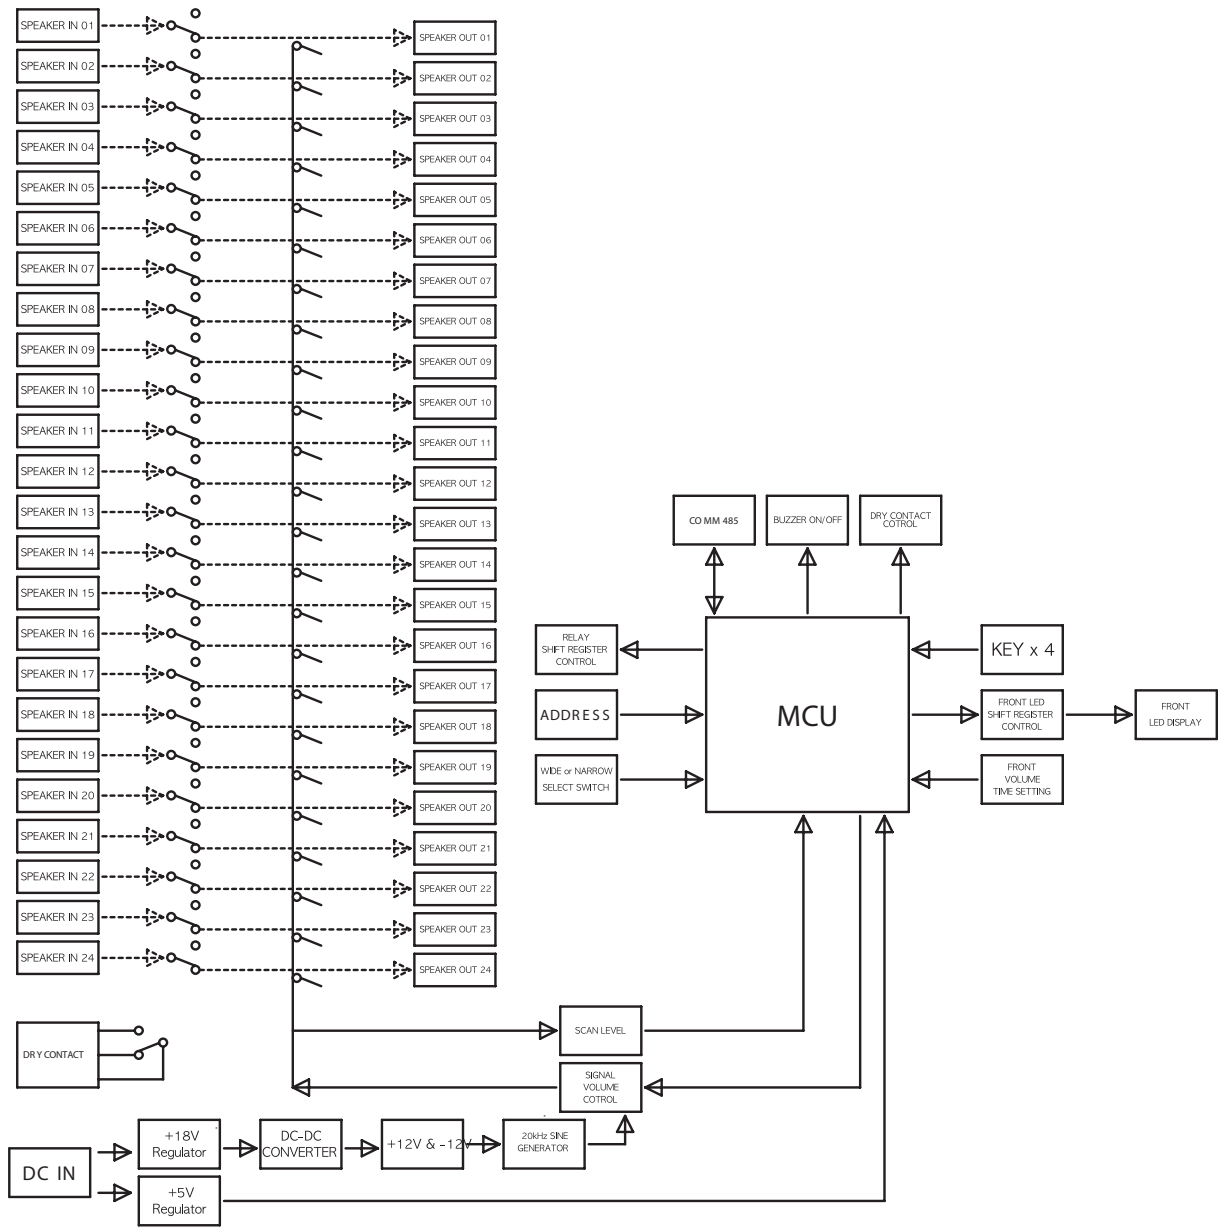 SPEAKER IN 01
SPEAKER OUT 01
SPEAKER IN 02
SPEAKER OUT 02
SPEAKER IN 03
SPEAKER OUT 03
SPEAKER IN 04
SPEAKER OUT 04
SPEAKER IN 05
SPEAKER OUT 05
SPEAKER IN 06
SPEAKER OUT 06
SPEAKER IN 07
SPEAKER OUT 07
SPEAKER IN 08
SPEAKER OUT 08
SPEAKER IN 09
SPEAKER OUT 09
SPEAKER IN 10
SPEAKER OUT 10
SPEAKER IN 11
SPEAKER OUT 11
SPEAKER IN 12
SPEAKER OUT 12
SPEAKER IN 13
SPEAKER OUT 13
SPEAKER IN 14
SPEAKER OUT 14
SPEAKER IN 15
SPEAKER OUT 15
SPEAKER IN 16
SPEAKER OUT 16
SPEAKER IN 17
SPEAKER OUT 17
SPEAKER IN 18
SPEAKER OUT 18
SPEAKER IN 19
SPEAKER OUT 19
SPEAKER IN 20
SPEAKER OUT 20
SPEAKER IN 21
SPEAKER OUT 21
SPEAKER IN 22
SPEAKER OUT 22
SPEAKER IN 23
SPEAKER OUT 23
SPEAKER IN 24
SPEAKER OUT 24
COMM 485
BUZZER ON/OFF
DRY CONTACT
COTROL
RELAY
SHIFT REGISTER
CONTROL
ADDRESS
WIDE or NARROW
SELECT SWITCH
MCU
KEY x 4
FRONT LED
SHIFT REGISTER
CONTROL
FRONT
LED DISPLAY
FRONT
VOLUME
TIME SETTING
DRY CONTACT
SCAN LEVEL
SIGNAL
VOLUME
COTROL
DC IN
+18V
Regulator
DC-DC
CONVERTER
+12V & -12V
20kHz SINE
GENERATOR
+5V
Regulator